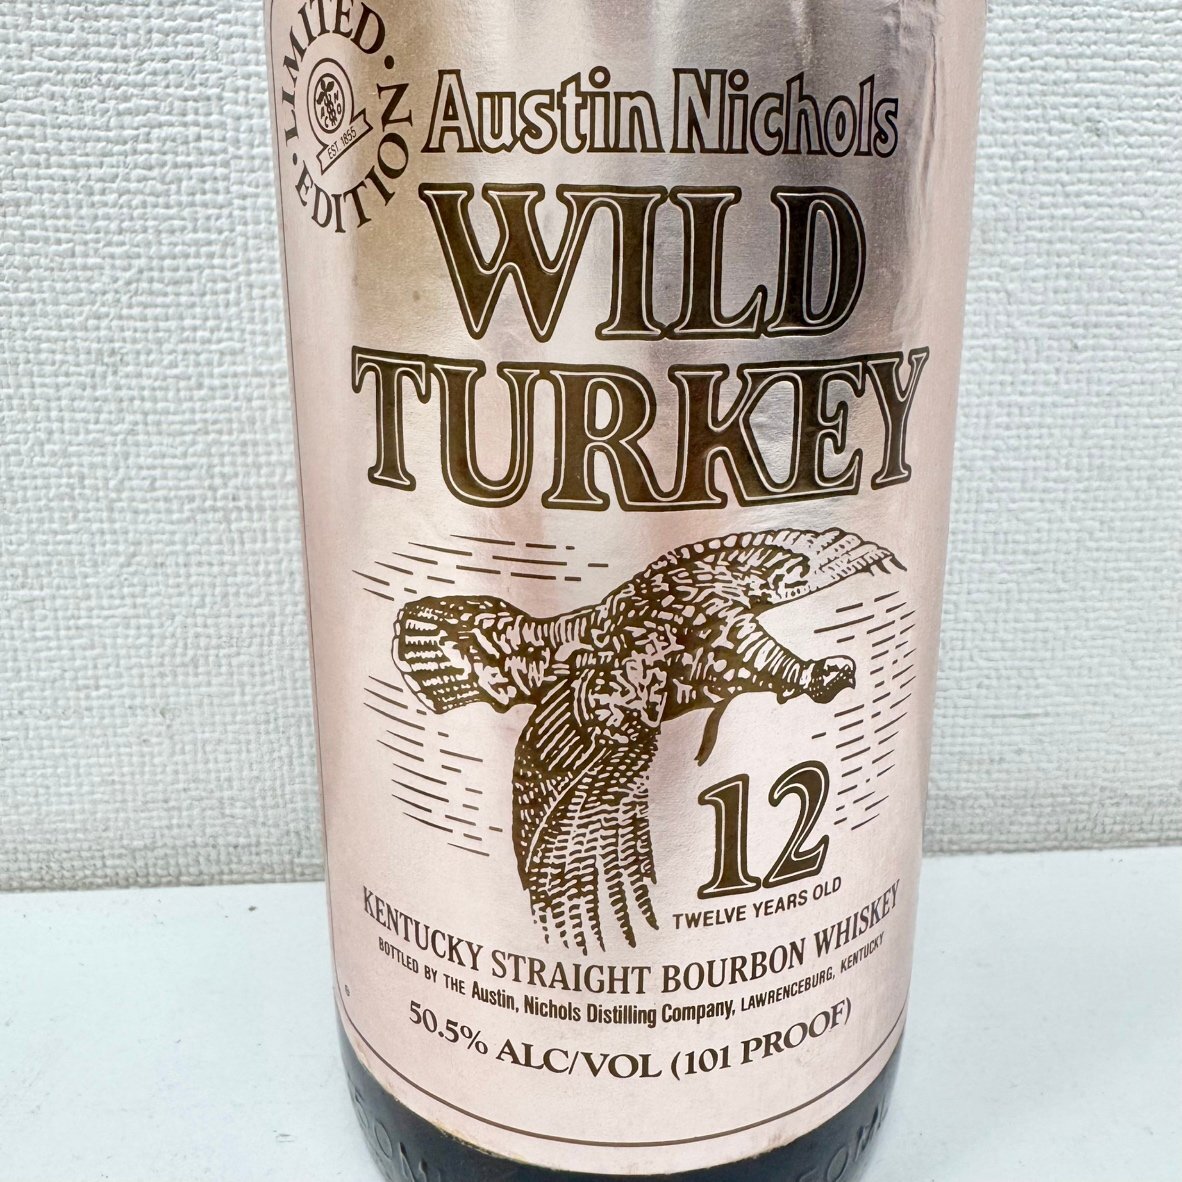 LIMITED • EDITION •
EST. 1855
Austin Nichols
WILD
TURKEY
12
TWELVE YEARS OLD
KENTUCKY STRAIGHT BOURBON WHISKEY
BOTTLED BY THE Austin, Nichols Distilling Company, LAWRENCEBURG, KENTUCKY
50.5% ALC/VOL (101 PROOF)